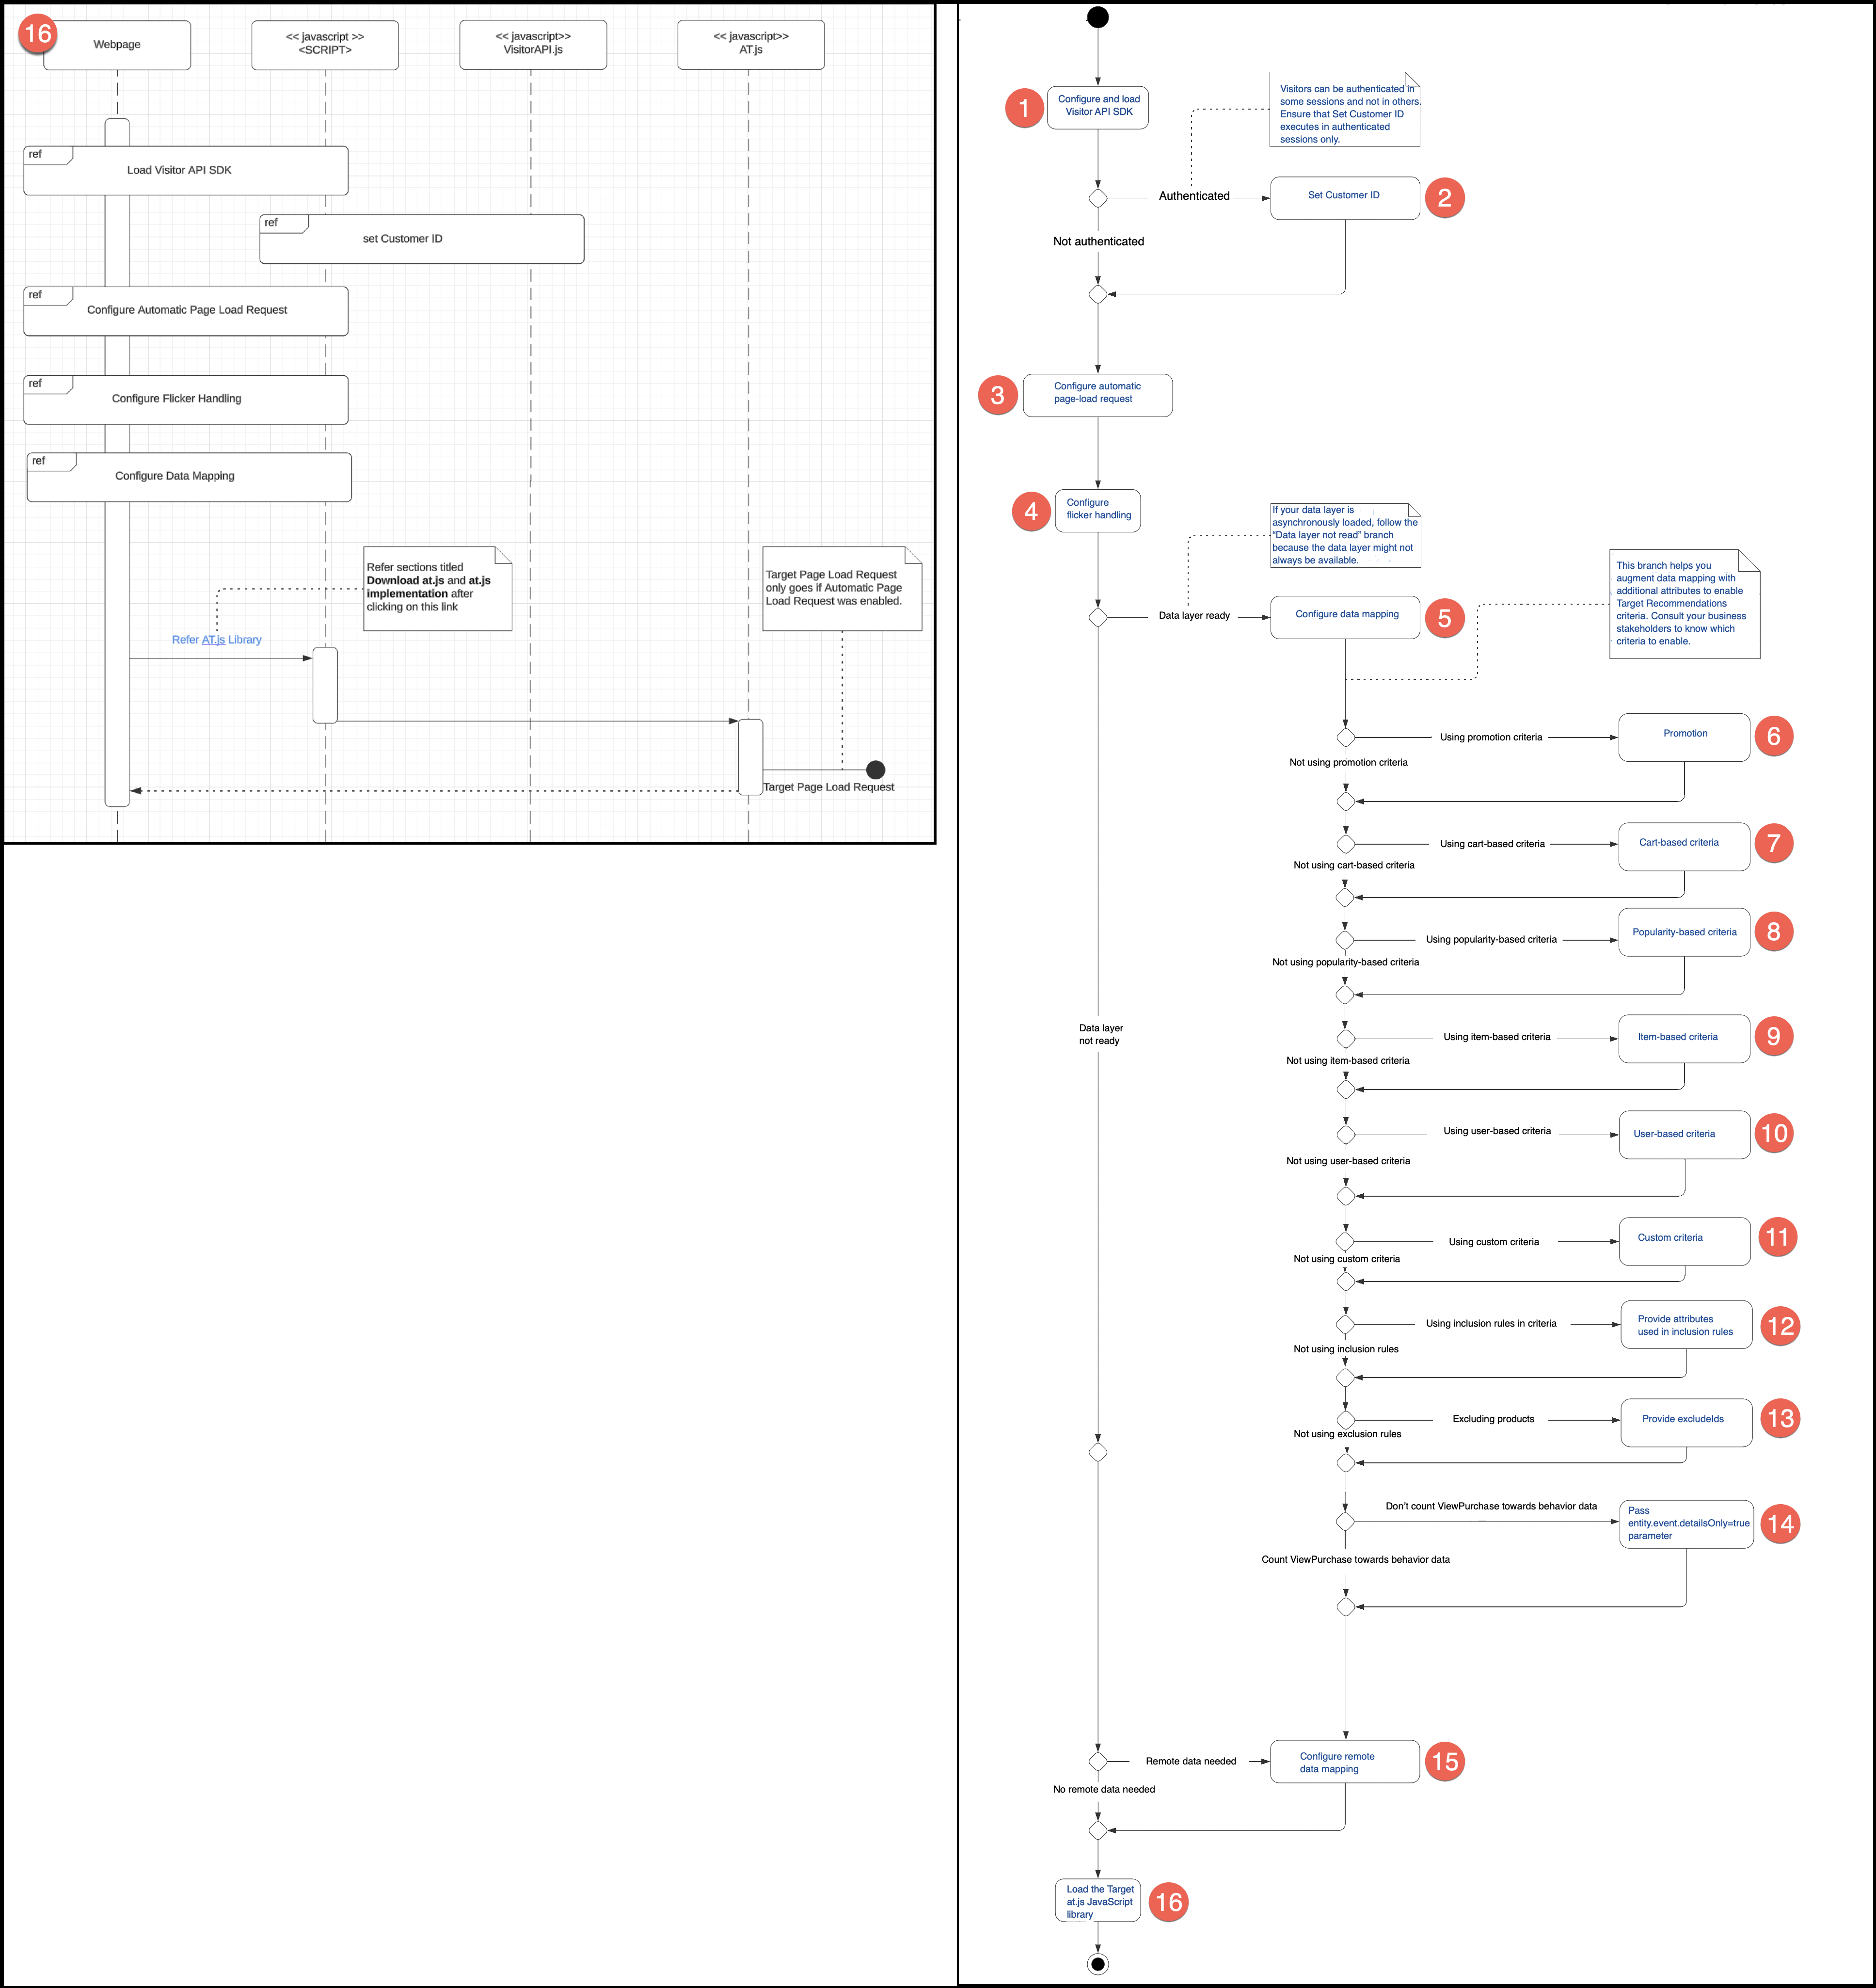 16
Webpage
<< javascript >>
<SCRIPT>
<< javascript>>
VisitorAPI.js
<< javascript>>
AT.js
ref
Load Visitor API SDK
ref
set Customer ID
ref
Configure Automatic Page Load Request
ref
Configure Flicker Handling
ref
Configure Data Mapping
Refer sections titled
Download at.js and at.js
implementation after
clicking on this link
Target Page Load Request
only goes if Automatic Page
Load Request was enabled.
Refer AT.js Library
Target Page Load Request
1
Configure and load
Visitor API SDK
Visitors can be authenticated in
some sessions and not in others.
Ensure that Set Customer ID
executes in authenticated
sessions only.
Authenticated
Set Customer ID
2
Not authenticated
3
Configure automatic
page-load request
4
Configure
flicker handling
If your data layer is
asynchronously loaded, follow the
“Data layer not read” branch
because the data layer might not
always be available.
This branch helps you
augment data mapping with
additional attributes to enable
Target Recommendations
criteria. Consult your business
stakeholders to know which
criteria to enable.
Data layer ready
Configure data mapping
5
Using promotion criteria
Promotion
6
Not using promotion criteria
Using cart-based criteria
Cart-based criteria
7
Not using cart-based criteria
Using popularity-based criteria
Popularity-based criteria
8
Not using popularity-based criteria
Data layer
not ready
Using item-based criteria
Item-based criteria
9
Not using item-based criteria
Using user-based criteria
User-based criteria
10
Not using user-based criteria
Using custom criteria
Custom criteria
11
Not using custom criteria
Using inclusion rules in criteria
Provide attributes
used in inclusion rules
12
Not using inclusion rules
Excluding products
Provide excludeIds
13
Not using exclusion rules
Don’t count ViewPurchase towards behavior data
Pass
entity.event.detailsOnly=true
parameter
14
Count ViewPurchase towards behavior data
Remote data needed
Configure remote
data mapping
15
No remote data needed
Load the Target
at.js JavaScript
library
16